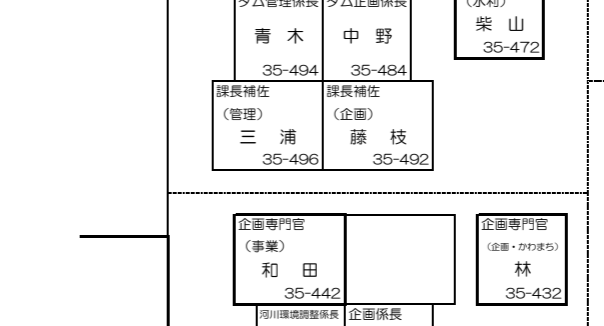 ダム管理係長
青 木
35-494
ダム企画係長
中 野
35-484
（水利）
柴 山
35-472
課長補佐
（管理）
三 浦
35-496
課長補佐
（企画）
藤 枝
35-492
企画専門官
（事業）
和 田
35-442
企画専門官
（企画・かわまち）
林
35-432
河川環境調整係長
企画係長